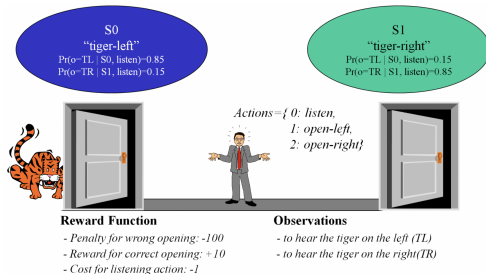 S0
"tiger-left"
Pr(o=TL | S0, listen)=0.85
Pr(o=TR | S1, listen)=0.15
S1
"tiger-right"
Pr(o=TL | S0, listen)=0.15
Pr(o=TR | S1, listen)=0.85
Actions={ 0: listen,
1: open-left,
2: open-right}
Reward Function
- Penalty for wrong opening: -100
- Reward for correct opening: +10
- Cost for listening action: -1
Observations
- to hear the tiger on the left (TL)
- to hear the tiger on the right(TR)